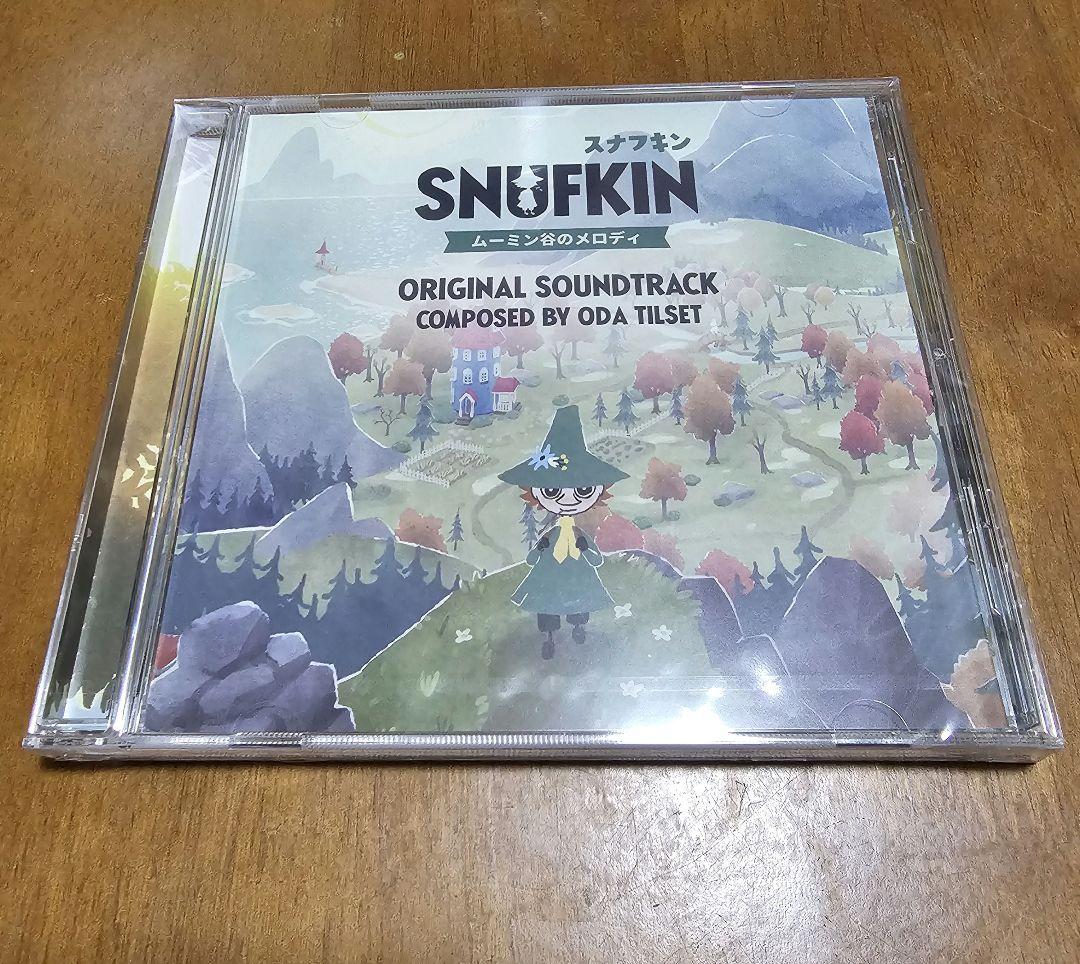 スナフキン
SNUFKIN
ムーミン谷のメロディ
ORIGINAL SOUNDTRACK
COMPOSED BY ODA TILSET